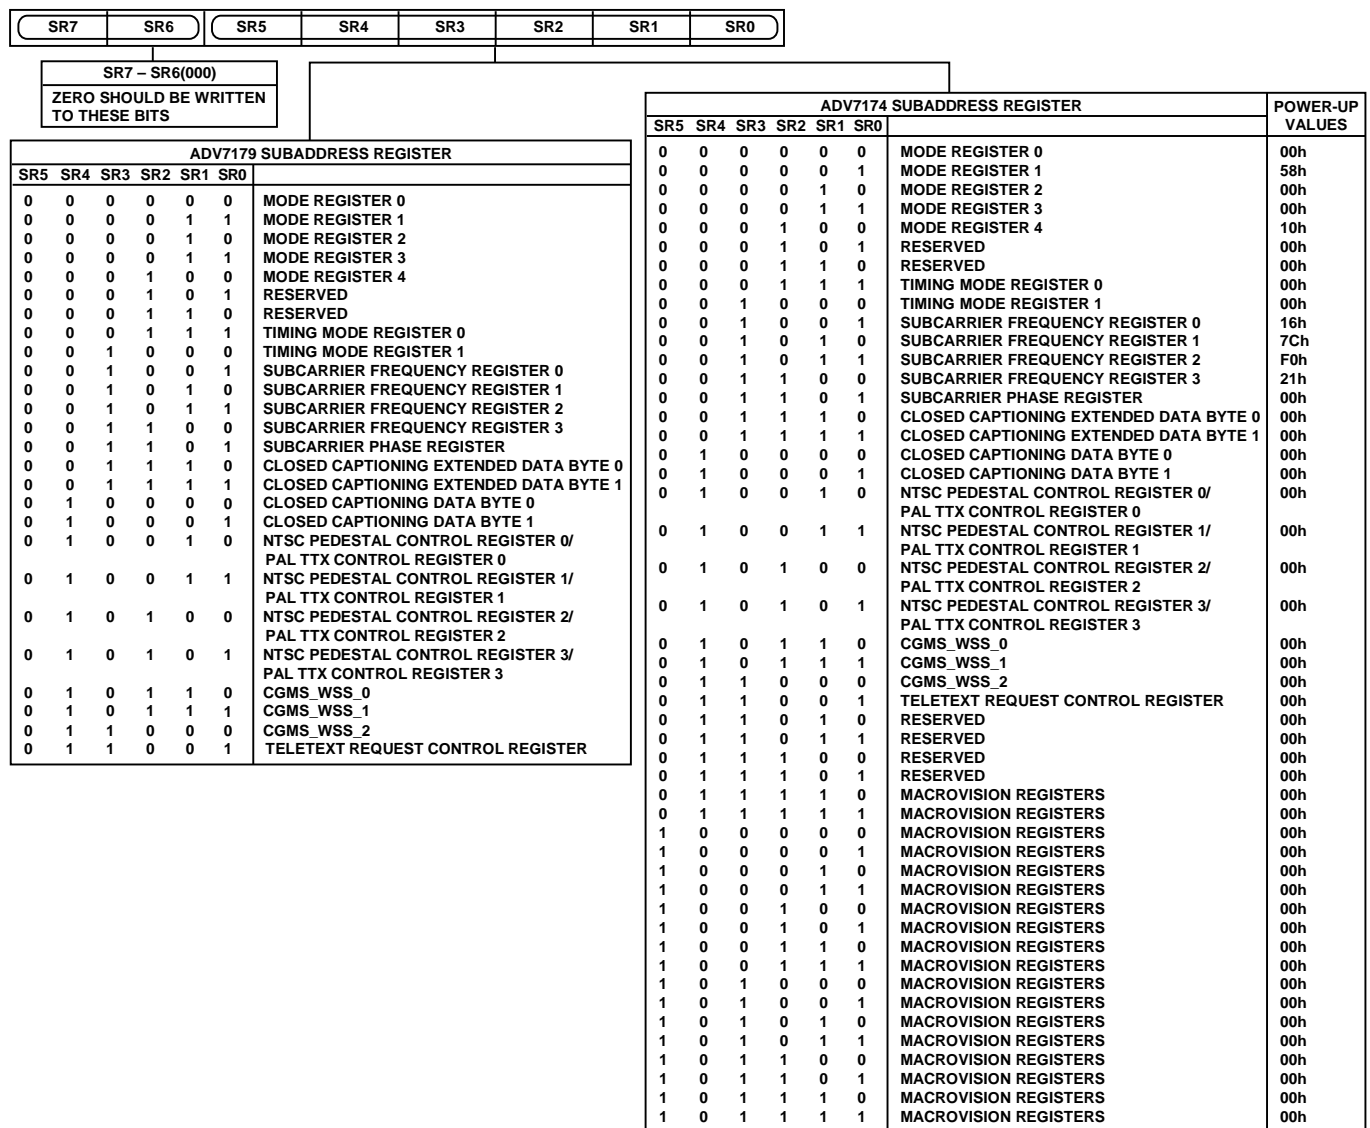 SR7 SR6 SR5 SR4 SR3 SR2 SR1 SR0
SR7 – SR6(000)
ZERO SHOULD BE WRITTEN
TO THESE BITS
ADV7179 SUBADDRESS REGISTER
SR5 SR4 SR3 SR2 SR1 SR0
0 0 0 0 0 0 MODE REGISTER 0
0 0 0 0 1 1 MODE REGISTER 1
0 0 0 0 1 0 MODE REGISTER 2
0 0 0 0 1 1 MODE REGISTER 3
0 0 0 1 0 0 MODE REGISTER 4
0 0 0 1 0 1 RESERVED
0 0 0 1 1 0 RESERVED
0 0 0 1 1 1 TIMING MODE REGISTER 0
0 0 1 0 0 0 TIMING MODE REGISTER 1
0 0 1 0 0 1 SUBCARRIER FREQUENCY REGISTER 0
0 0 1 0 1 0 SUBCARRIER FREQUENCY REGISTER 1
0 0 1 0 1 1 SUBCARRIER FREQUENCY REGISTER 2
0 0 1 1 0 0 SUBCARRIER FREQUENCY REGISTER 3
0 0 1 1 0 1 SUBCARRIER PHASE REGISTER
0 0 1 1 1 0 CLOSED CAPTIONING EXTENDED DATA BYTE 0
0 0 1 1 1 1 CLOSED CAPTIONING EXTENDED DATA BYTE 1
0 1 0 0 0 0 CLOSED CAPTIONING DATA BYTE 0
0 1 0 0 0 1 CLOSED CAPTIONING DATA BYTE 1
0 1 0 0 1 0 NTSC PEDESTAL CONTROL REGISTER 0/
PAL TTX CONTROL REGISTER 0
0 1 0 0 1 1 NTSC PEDESTAL CONTROL REGISTER 1/
PAL TTX CONTROL REGISTER 1
0 1 0 1 0 0 NTSC PEDESTAL CONTROL REGISTER 2/
PAL TTX CONTROL REGISTER 2
0 1 0 1 0 1 NTSC PEDESTAL CONTROL REGISTER 3/
PAL TTX CONTROL REGISTER 3
0 1 0 1 1 0 CGMS_WSS_0
0 1 0 1 1 1 CGMS_WSS_1
0 1 1 0 0 0 CGMS_WSS_2
0 1 1 0 0 1 TELETEXT REQUEST CONTROL REGISTER
ADV7174 SUBADDRESS REGISTER POWER-UP
SR5 SR4 SR3 SR2 SR1 SR0 VALUES
0 0 0 0 0 0 MODE REGISTER 0 00h
0 0 0 0 0 1 MODE REGISTER 1 58h
0 0 0 0 1 0 MODE REGISTER 2 00h
0 0 0 0 1 1 MODE REGISTER 3 00h
0 0 0 1 0 0 MODE REGISTER 4 10h
0 0 0 1 0 1 RESERVED 00h
0 0 0 1 1 0 RESERVED 00h
0 0 0 1 1 1 TIMING MODE REGISTER 0 00h
0 0 1 0 0 0 TIMING MODE REGISTER 1 00h
0 0 1 0 0 1 SUBCARRIER FREQUENCY REGISTER 0 16h
0 0 1 0 1 0 SUBCARRIER FREQUENCY REGISTER 1 7Ch
0 0 1 0 1 1 SUBCARRIER FREQUENCY REGISTER 2 F0h
0 0 1 1 0 0 SUBCARRIER FREQUENCY REGISTER 3 21h
0 0 1 1 0 1 SUBCARRIER PHASE REGISTER 00h
0 0 1 1 1 0 CLOSED CAPTIONING EXTENDED DATA BYTE 0 00h
0 0 1 1 1 1 CLOSED CAPTIONING EXTENDED DATA BYTE 1 00h
0 1 0 0 0 0 CLOSED CAPTIONING DATA BYTE 0 00h
0 1 0 0 0 1 CLOSED CAPTIONING DATA BYTE 1 00h
0 1 0 0 1 0 NTSC PEDESTAL CONTROL REGISTER 0/ 00h
PAL TTX CONTROL REGISTER 0
0 1 0 0 1 1 NTSC PEDESTAL CONTROL REGISTER 1/ 00h
PAL TTX CONTROL REGISTER 1
0 1 0 1 0 0 NTSC PEDESTAL CONTROL REGISTER 2/ 00h
PAL TTX CONTROL REGISTER 2
0 1 0 1 0 1 NTSC PEDESTAL CONTROL REGISTER 3/ 00h
PAL TTX CONTROL REGISTER 3
0 1 0 1 1 0 CGMS_WSS_0 00h
0 1 0 1 1 1 CGMS_WSS_1 00h
0 1 1 0 0 0 CGMS_WSS_2 00h
0 1 1 0 0 1 TELETEXT REQUEST CONTROL REGISTER 00h
0 1 1 0 1 0 RESERVED 00h
0 1 1 0 1 1 RESERVED 00h
0 1 1 1 0 0 RESERVED 00h
0 1 1 1 0 1 RESERVED 00h
0 1 1 1 1 0 MACROVISION REGISTERS 00h
0 1 1 1 1 1 MACROVISION REGISTERS 00h
1 0 0 0 0 0 MACROVISION REGISTERS 00h
1 0 0 0 0 1 MACROVISION REGISTERS 00h
1 0 0 0 1 0 MACROVISION REGISTERS 00h
1 0 0 0 1 1 MACROVISION REGISTERS 00h
1 0 0 1 0 0 MACROVISION REGISTERS 00h
1 0 0 1 0 1 MACROVISION REGISTERS 00h
1 0 0 1 1 0 MACROVISION REGISTERS 00h
1 0 0 1 1 1 MACROVISION REGISTERS 00h
1 0 1 0 0 0 MACROVISION REGISTERS 00h
1 0 1 0 0 1 MACROVISION REGISTERS 00h
1 0 1 0 1 0 MACROVISION REGISTERS 00h
1 0 1 0 1 1 MACROVISION REGISTERS 00h
1 0 1 1 0 0 MACROVISION REGISTERS 00h
1 0 1 1 0 1 MACROVISION REGISTERS 00h
1 0 1 1 1 0 MACROVISION REGISTERS 00h
1 0 1 1 1 1 MACROVISION REGISTERS 00h